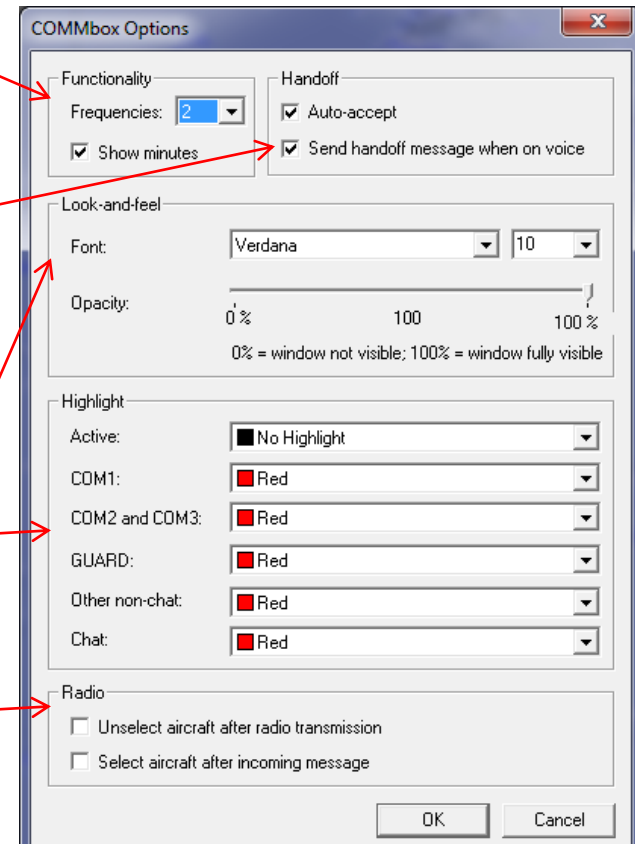 COMMbox Options
Functionality
Frequencies: 2
Show minutes
Handoff
Auto-accept
Send handoff message when on voice
Look-and-feel
Font: Verdana 10
Opacity:
0 % 100 100 %
0% = window not visible; 100% = window fully visible
Highlight
Active: No Highlight
COM1: Red
COM2 and COM3: Red
GUARD: Red
Other non-chat: Red
Chat: Red
Radio
Unselect aircraft after radio transmission
Select aircraft after incoming message
OK Cancel